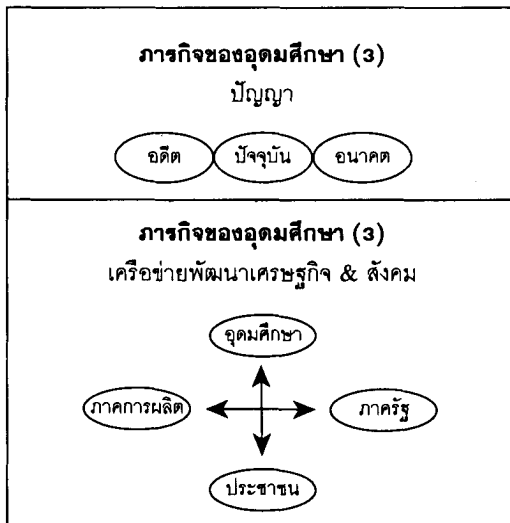 ภารกิจของอุดมศึกษา (3)
ปัญญา
อดีต ปัจจุบัน อนาคต
ภารกิจของอุดมศึกษา (3)
เครือข่ายพัฒนาเศรษฐกิจ & สังคม
อุดมศึกษา
ภาคการผลิต ภาครัฐ
ประชาชน